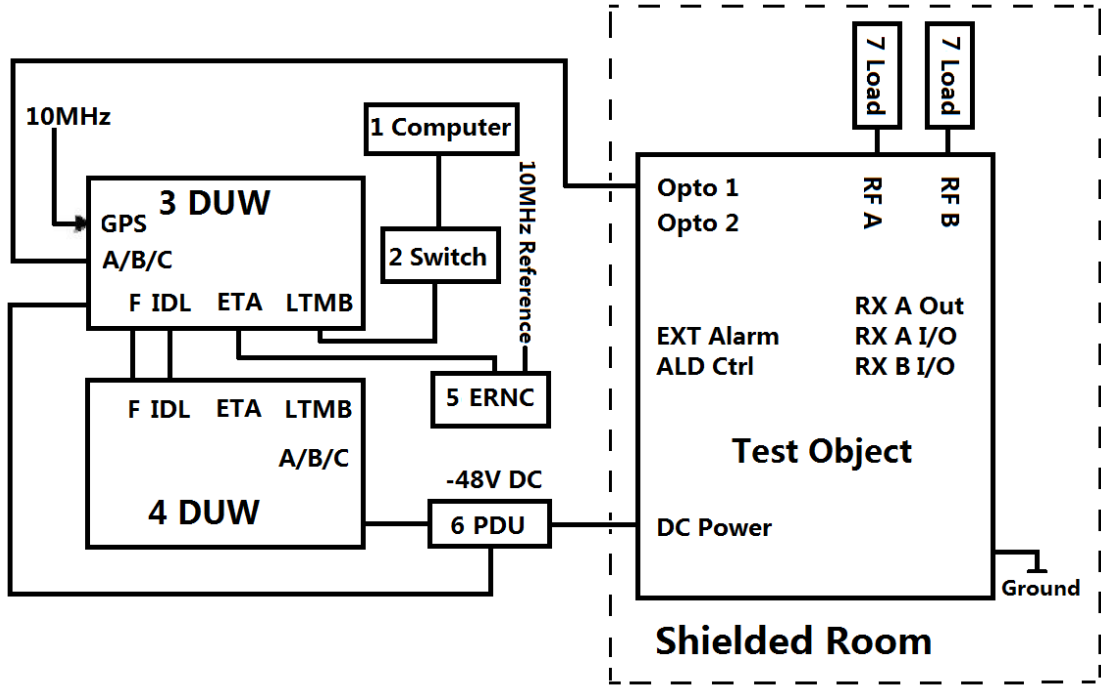 10MHz
3 DUW
GPS
A/B/C
F IDL ETA LTMB
F IDL ETA LTMB
A/B/C
4 DUW
1 Computer
2 Switch
10MHz Reference
5 ERNC
-48V DC
6 PDU
7 Load
7 Load
Opto 1
Opto 2
RF A
RF B
RX A Out
EXT Alarm
RX A I/O
ALD Ctrl
RX B I/O
Test Object
DC Power
Ground
Shielded Room